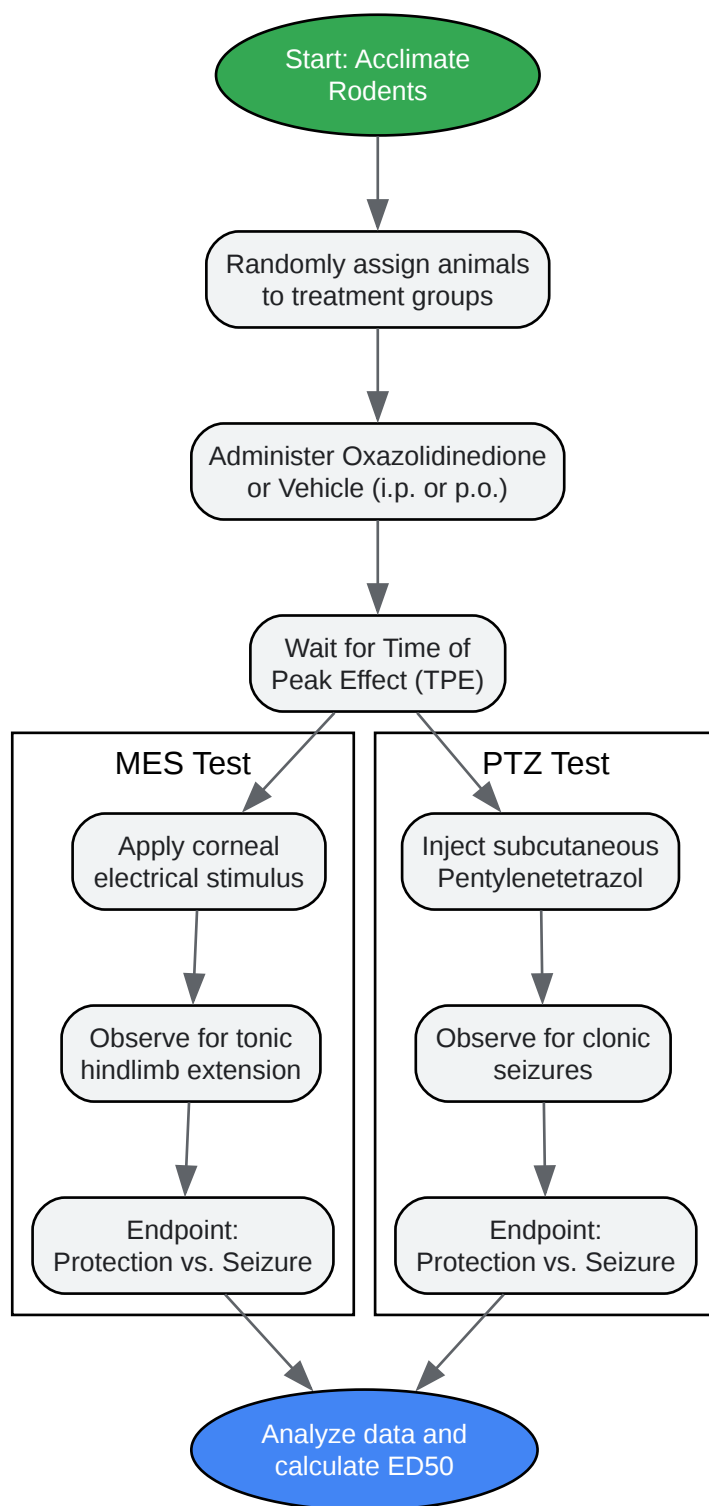 Start: Acclimate
Rodents
Randomly assign animals
to treatment groups
Administer Oxazolidinedione
or Vehicle (i.p. or p.o.)
Wait for Time of
Peak Effect (TPE)
MES Test
Apply corneal
electrical stimulus
Observe for tonic
hindlimb extension
Endpoint:
Protection vs. Seizure
PTZ Test
Inject subcutaneous
Pentylenetetrazol
Observe for clonic
seizures
Endpoint:
Protection vs. Seizure
Analyze data and
calculate ED50